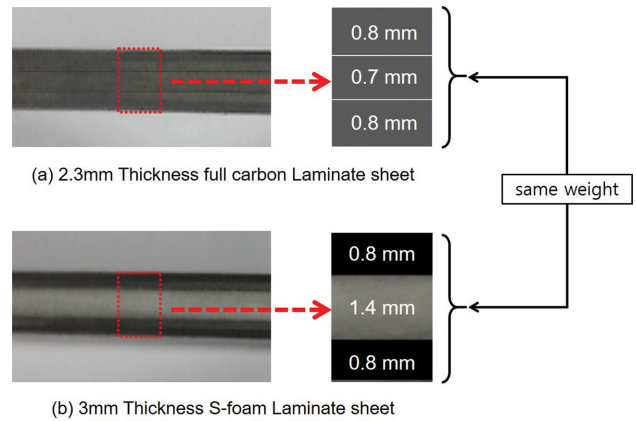 0.8 mm
0.7 mm
0.8 mm
(a) 2.3mm Thickness full carbon Laminate sheet
same weight
0.8 mm
1.4 mm
0.8 mm
(b) 3mm Thickness S-foam Laminate sheet